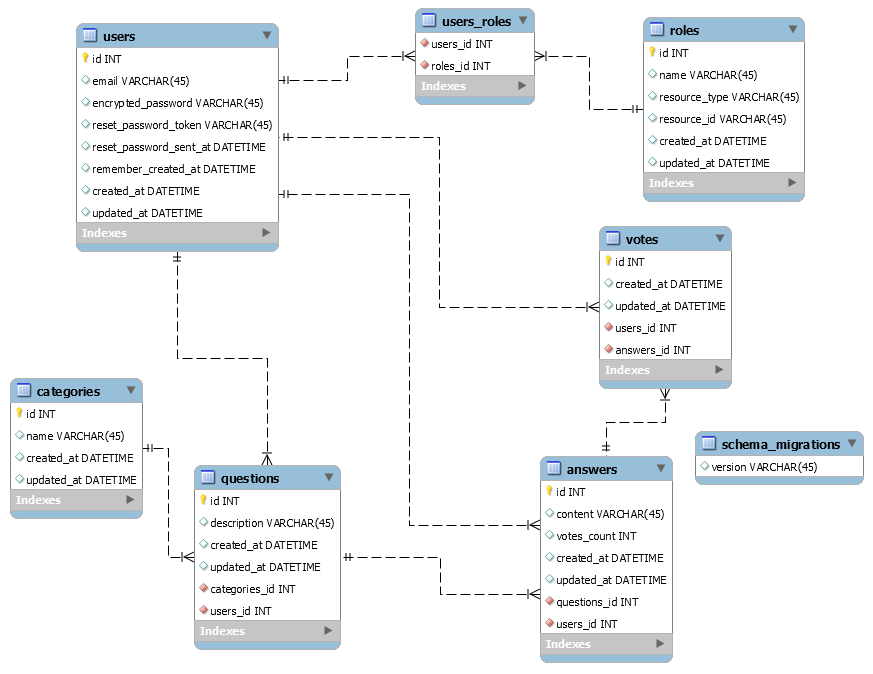 users
id INT
email VARCHAR(45)
encrypted_password VARCHAR(45)
reset_password_token VARCHAR(45)
reset_password_sent_at DATETIME
remember_created_at DATETIME
created_at DATETIME
updated_at DATETIME
Indexes
users_roles
users_id INT
roles_id INT
Indexes
roles
id INT
name VARCHAR(45)
resource_type VARCHAR(45)
resource_id VARCHAR(45)
created_at DATETIME
updated_at DATETIME
Indexes
votes
id INT
created_at DATETIME
updated_at DATETIME
users_id INT
answers_id INT
Indexes
categories
id INT
name VARCHAR(45)
created_at DATETIME
updated_at DATETIME
Indexes
questions
id INT
description VARCHAR(45)
created_at DATETIME
updated_at DATETIME
categories_id INT
users_id INT
Indexes
answers
id INT
content VARCHAR(45)
votes_count INT
created_at DATETIME
updated_at DATETIME
questions_id INT
users_id INT
Indexes
schema_migrations
version VARCHAR(45)